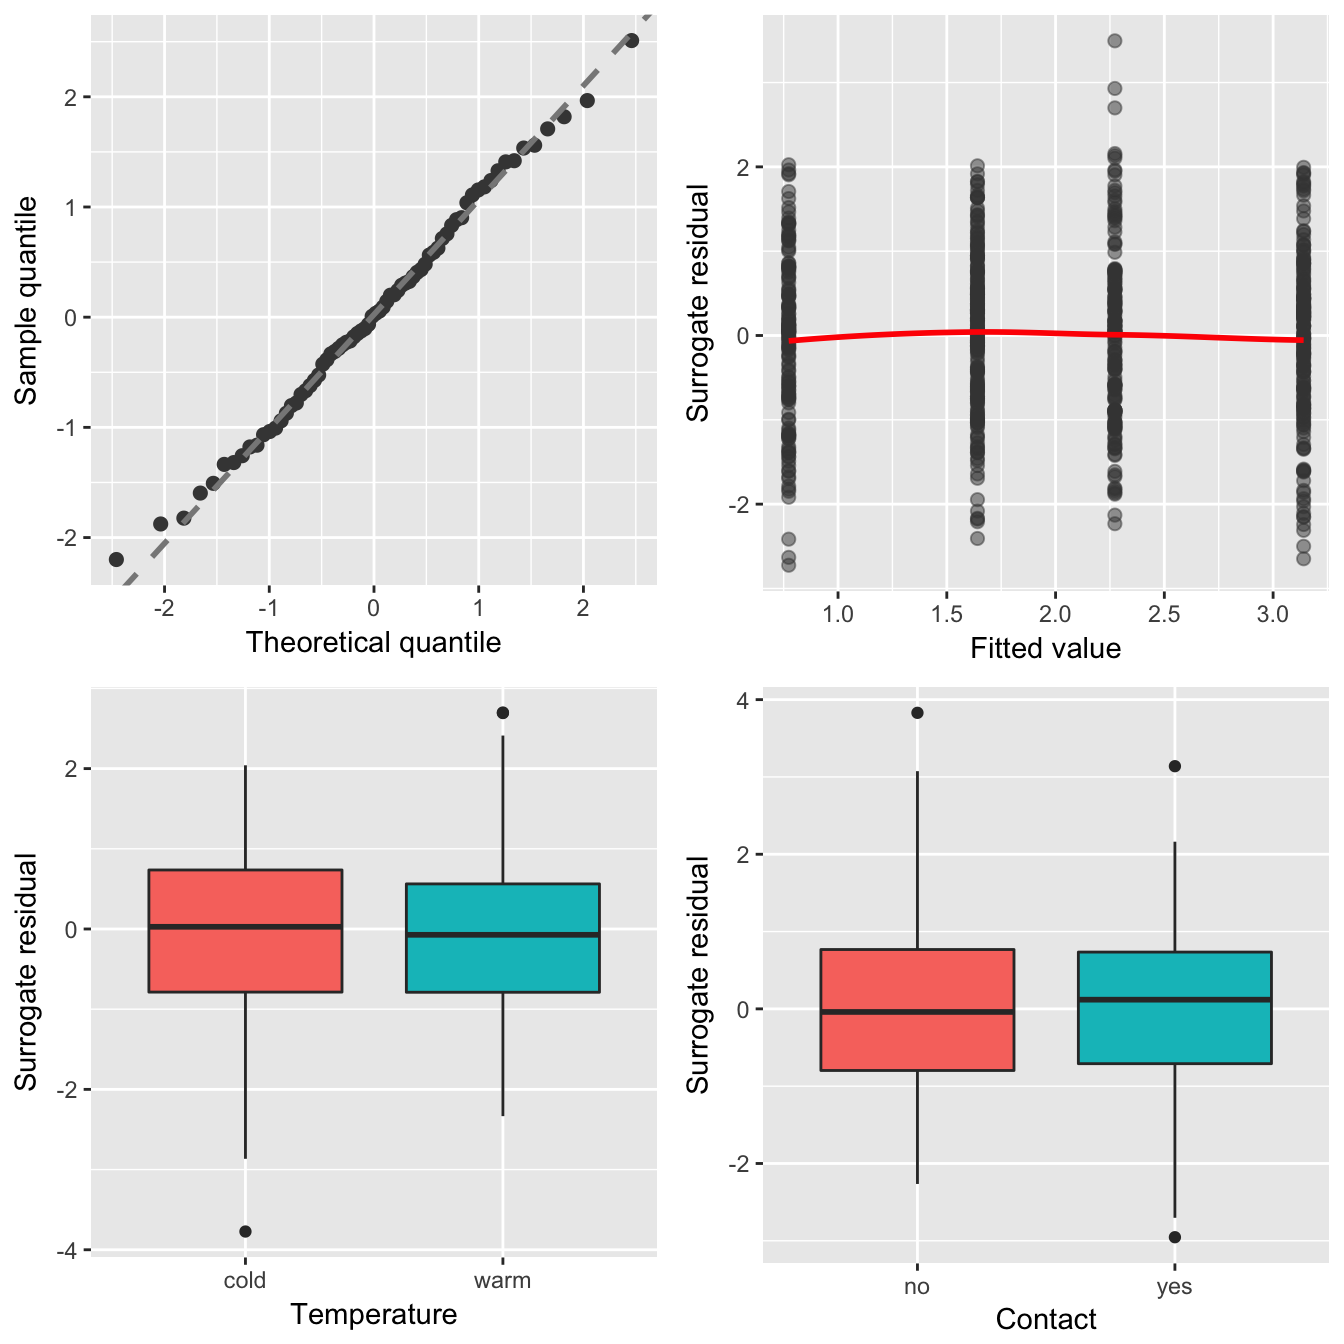 Sample quantile
2
1
0
-1
-2
-2 -1 0 1 2
Theoretical quantile
Surrogate residual
2
0
-2
1.0 1.5 2.0 2.5 3.0
Fitted value
Surrogate residual
2
0
-2
-4
cold warm
Temperature
Surrogate residual
4
2
0
-2
no yes
Contact